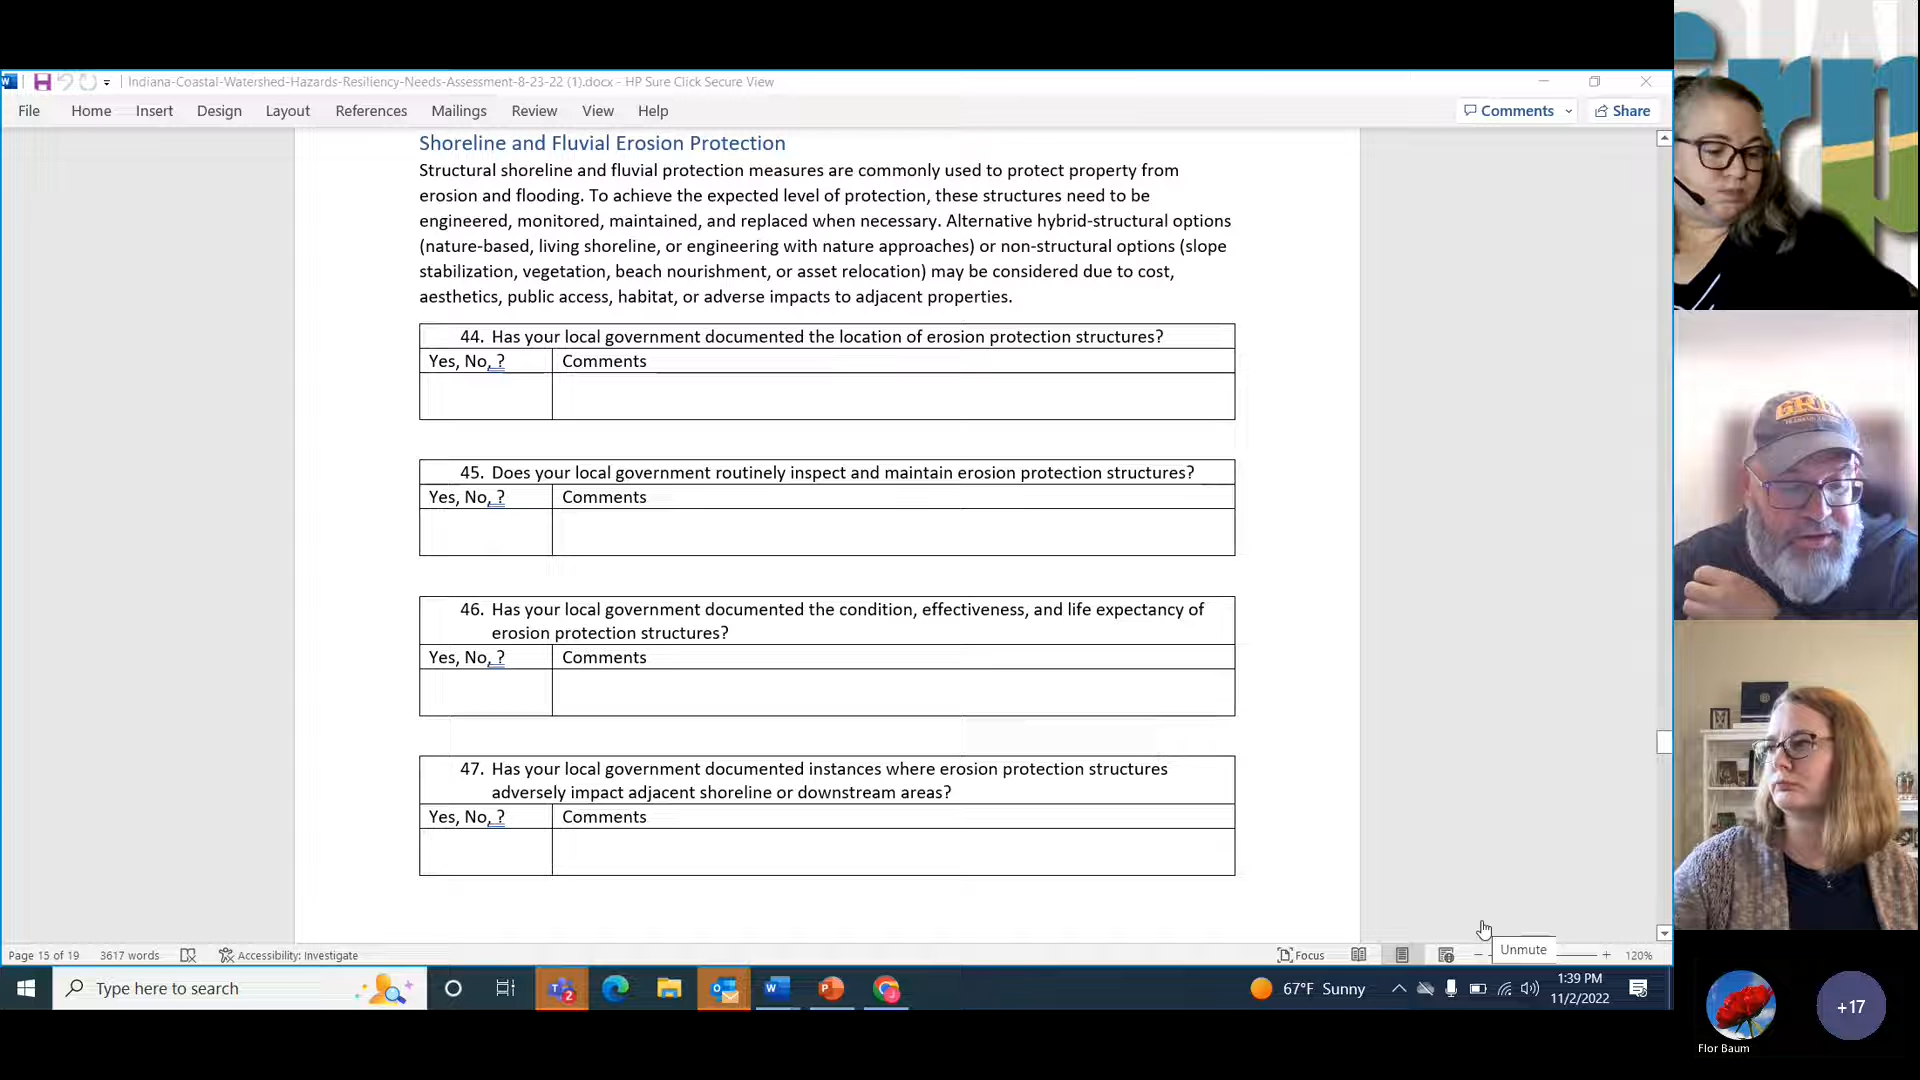 Indiana-Coastal-Watershed-Hazards-Resiliency-Needs-Assessment-8-23-22 (1).docx - HP Sure Click Secure View
File Home Insert Design Layout References Mailings Review View Help Comments Share
Shoreline and Fluvial Erosion Protection
Structural shoreline and fluvial protection measures are commonly used to protect property from
erosion and flooding. To achieve the expected level of protection, these structures need to be
engineered, monitored, maintained, and replaced when necessary. Alternative hybrid-structural options
(nature-based, living shoreline, or engineering with nature approaches) or non-structural options (slope
stabilization, vegetation, beach nourishment, or asset relocation) may be considered due to cost,
aesthetics, public access, habitat, or adverse impacts to adjacent properties.
44. Has your local government documented the location of erosion protection structures?
Yes, No, ? Comments
45. Does your local government routinely inspect and maintain erosion protection structures?
Yes, No, ? Comments
46. Has your local government documented the condition, effectiveness, and life expectancy of
erosion protection structures?
Yes, No, ? Comments
47. Has your local government documented instances where erosion protection structures
adversely impact adjacent shoreline or downstream areas?
Yes, No, ? Comments
Unmute
Page 15 of 19 3617 words Accessibility: Investigate Focus 120%
Type here to search
67°F Sunny
1:39 PM
11/2/2022
+17
Flor Baum